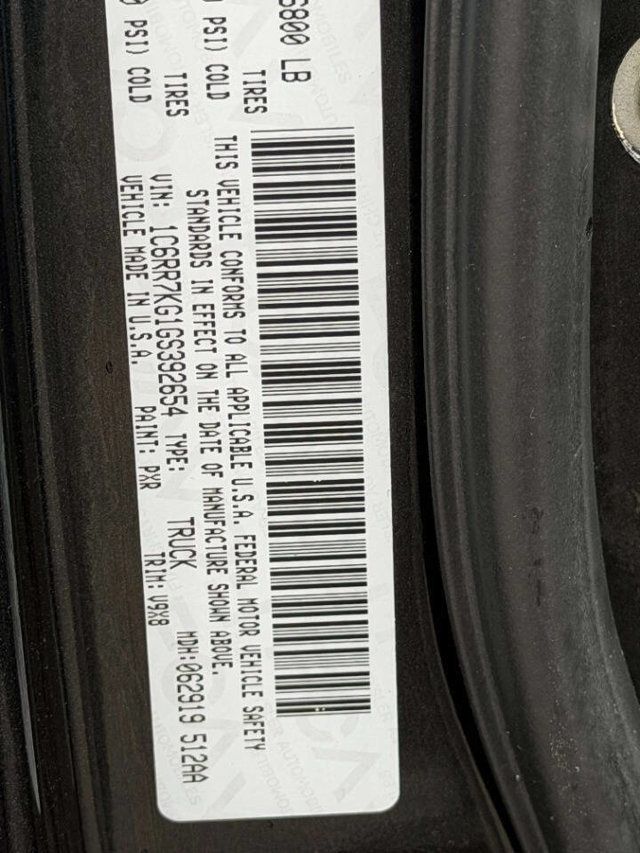 6800 LB
TIRES
PSI) COLD
TIRES
PSI) COLD
THIS VEHICLE CONFORMS TO ALL APPLICABLE U.S.A. FEDERAL MOTOR VEHICLE SAFETY
STANDARDS IN EFFECT ON THE DATE OF MANUFACTURE SHOWN ABOVE.
VIN: 1C6RR7KG1GS392654 TYPE: TRUCK MDH:062919 512AA
VEHICLE MADE IN U.S.A. PAINT: PXR TRIM: V9X8